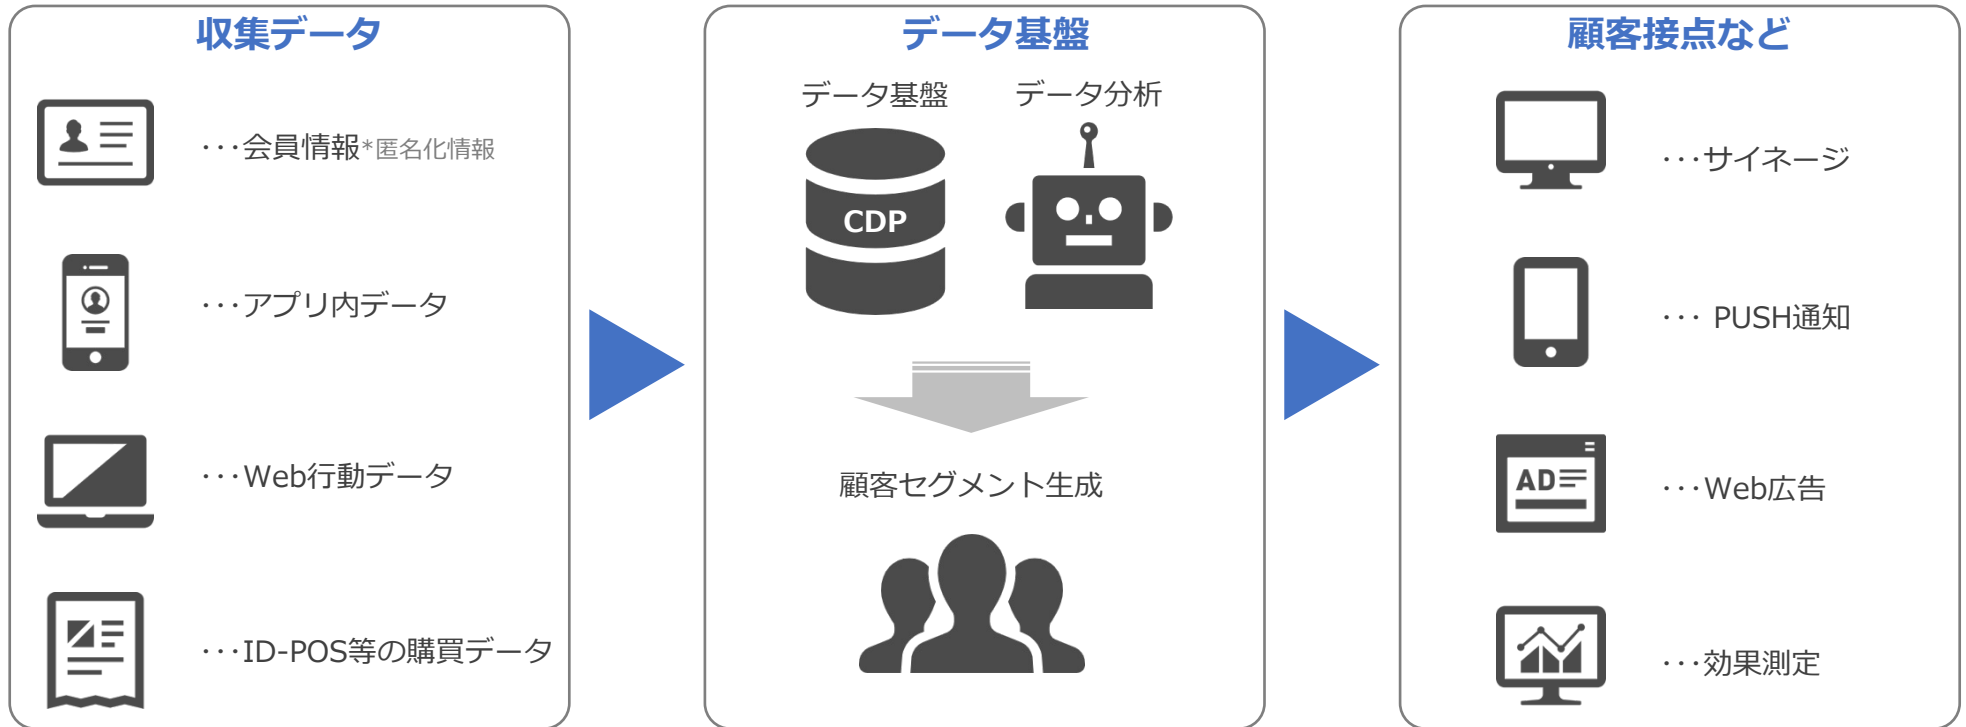 収集データ
･･･会員情報*匿名化情報
･･･アプリ内データ
･･･Web行動データ
･･･ID-POS等の購買データ
データ基盤
データ基盤
データ分析
CDP
顧客セグメント生成
顧客接点など
･･･サイネージ
･･･ PUSH通知
AD
･･･Web広告
･･･効果測定